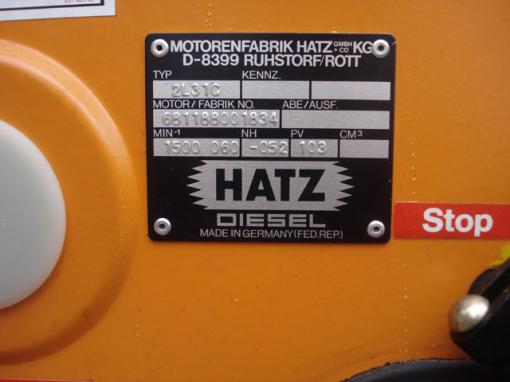 MOTORENFABRIK HATZ GMBH + CO KG
D-8399 RUHSTORF/ROTT
TYP KENNZ.
2L31C
MOTOR/FABRIK NO. ABE/AUSF.
681188001834
MIN-1 NH PV CM3
1500 060 -052 103
HATZ
DIESEL
MADE IN GERMANY (FED.REP.)
Stop